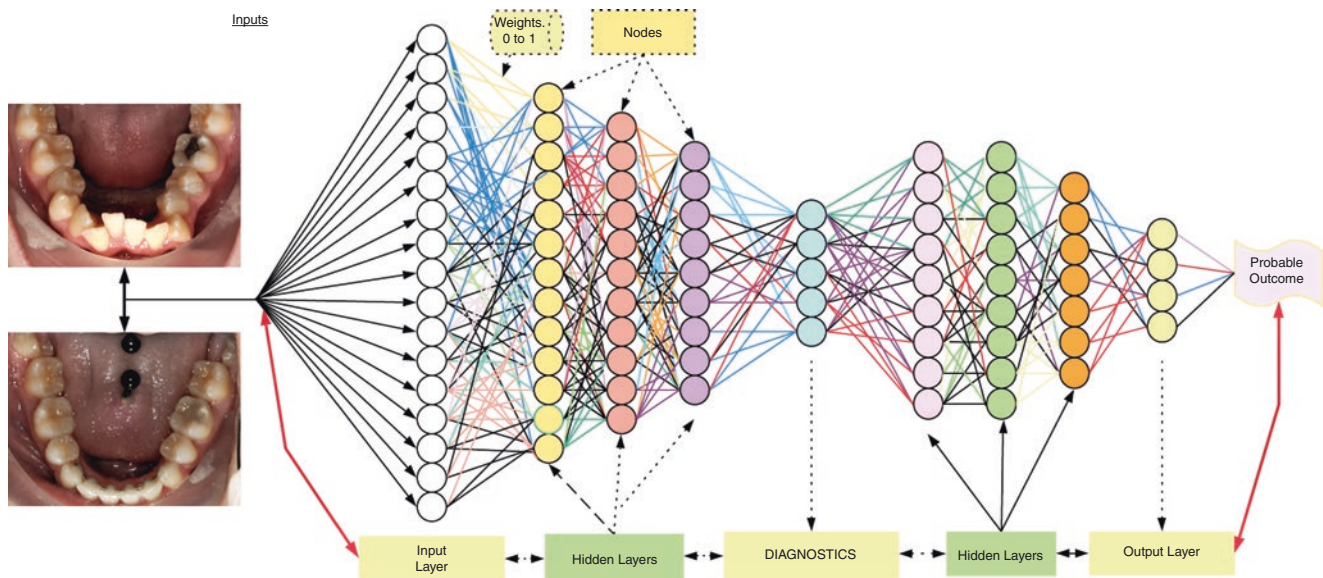 Inputs
Weights.
0 to 1
Nodes
Probable
Outcome
Input
Layer
Hidden Layers
DIAGNOSTICS
Hidden Layers
Output Layer